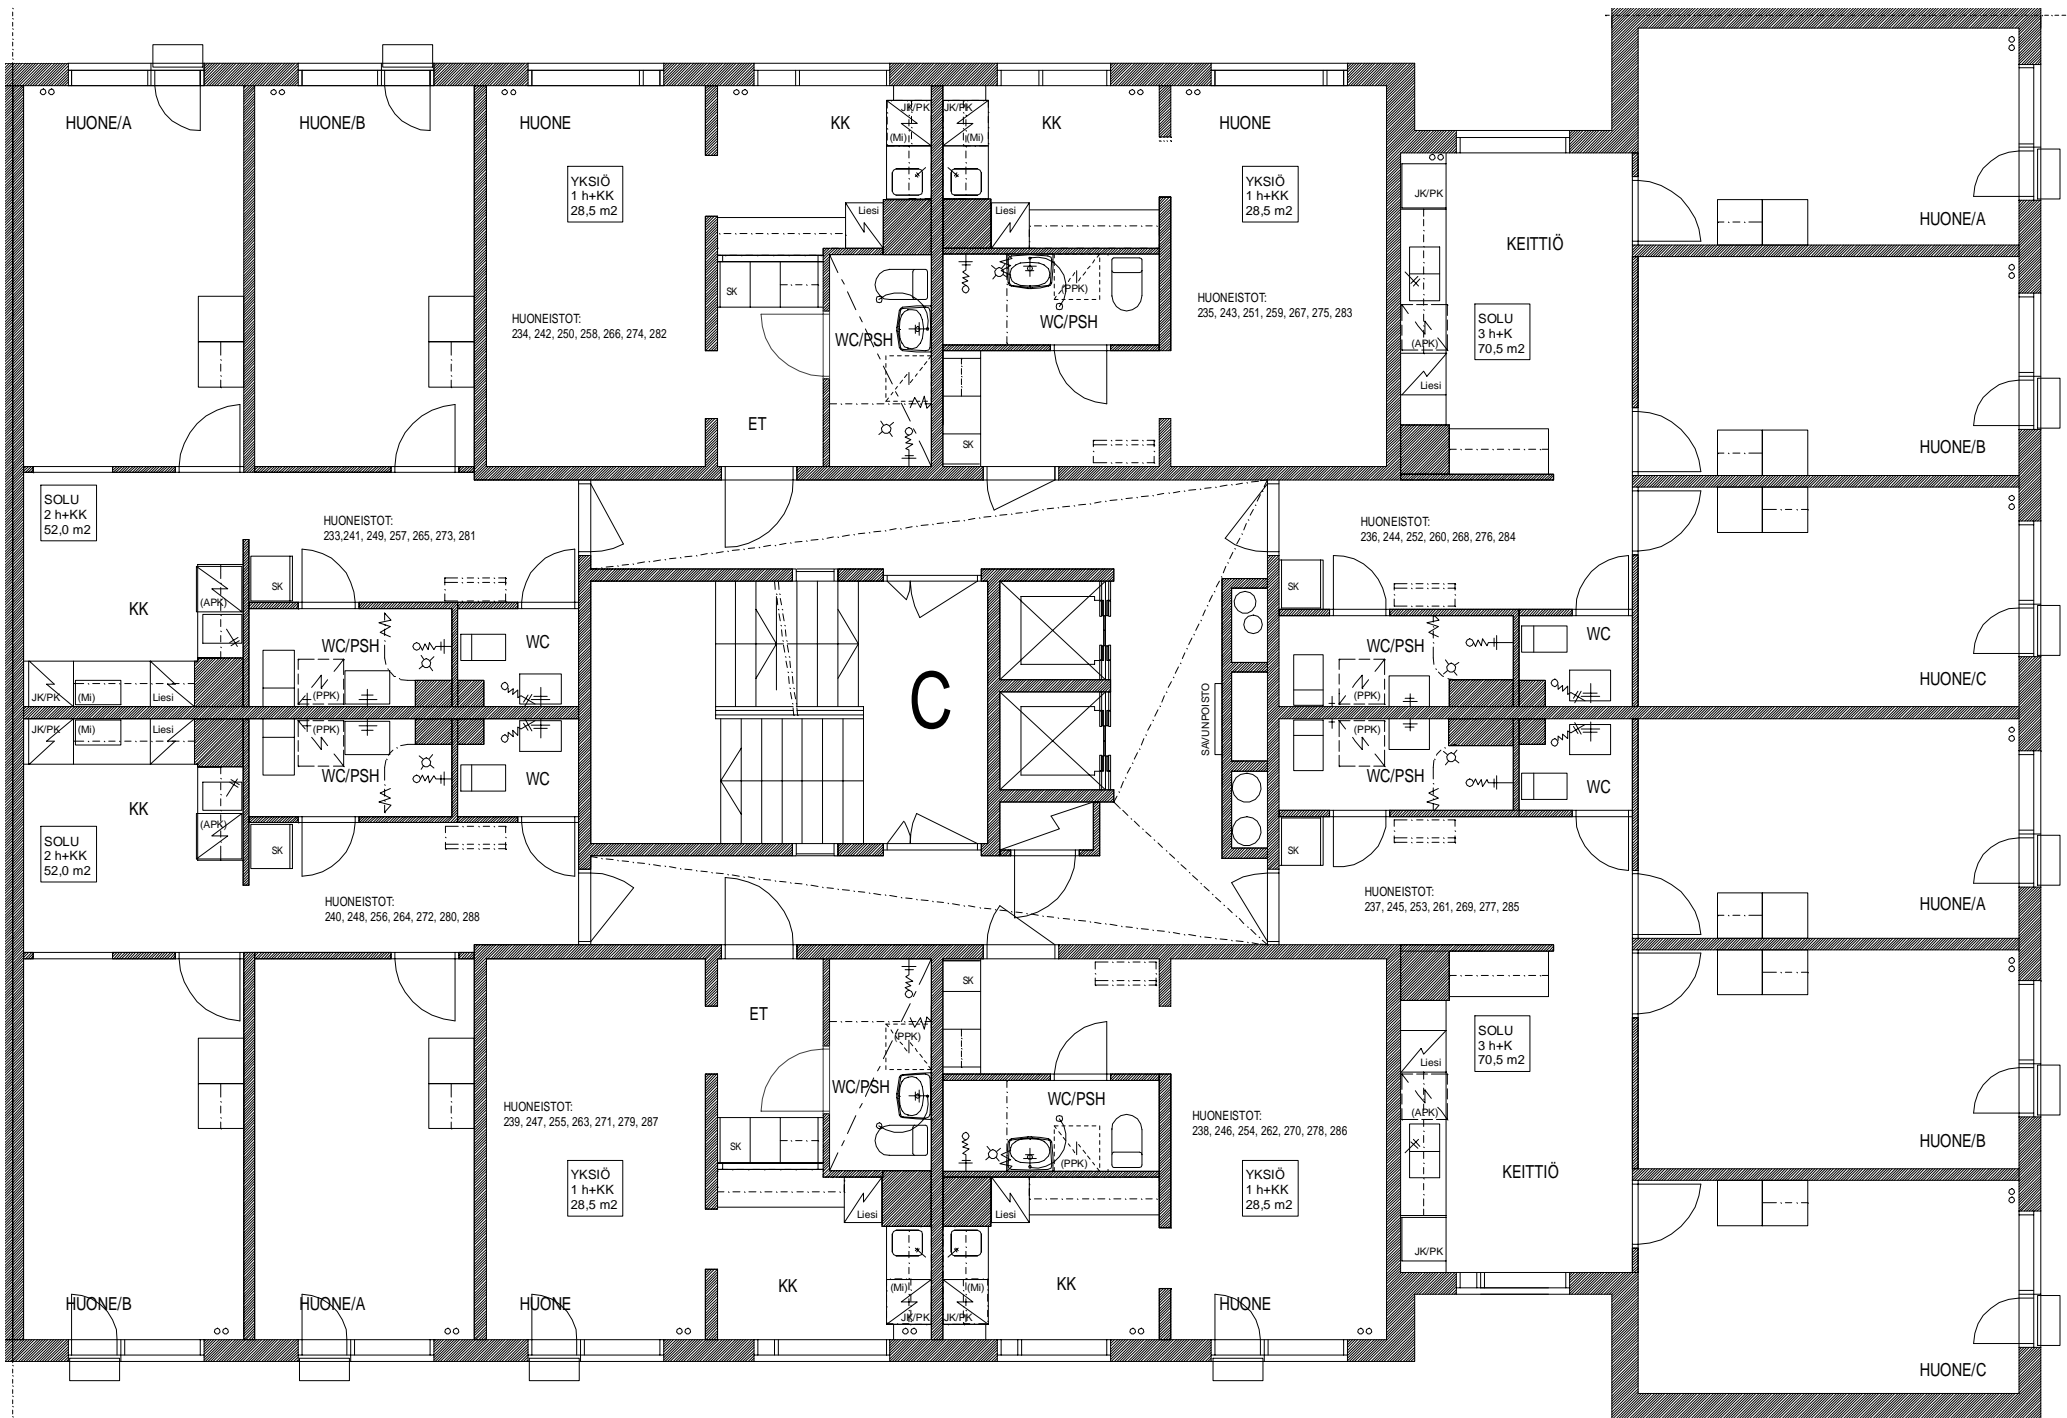 HUONE/A
HUONE/B
HUONE
KK
JK/PK
(Mi)
JK/PK
(Mi)
KK
HUONE
YKSIÖ
1 h+KK
28,5 m2
Liesi
Liesi
YKSIÖ
1 h+KK
28,5 m2
JK/PK
HUONE/A
KEITTIÖ
SK
(PPK)
WC/PSH
HUONEISTOT:
234, 242, 250, 258, 266, 274, 282
WC/PSH
HUONEISTOT:
235, 243, 251, 259, 267, 275, 283
SOLU
3 h+K
70,5 m2
(APK)
Liesi
ET
SK
HUONE/B
SOLU
2 h+KK
52,0 m2
HUONEISTOT:
233,241, 249, 257, 265, 273, 281
HUONEISTOT:
236, 244, 252, 260, 268, 276, 284
SK
SK
KK
(APK)
WC/PSH
WC
WC/PSH
WC
HUONE/C
JK/PK
(Mi)
Liesi
(PPK)
C
SAVUNPOISTO
(PPK)
JK/PK
(Mi)
Liesi
(PPK)
(PPK)
WC/PSH
WC
WC/PSH
WC
KK
(APK)
SOLU
2 h+KK
52,0 m2
SK
SK
HUONEISTOT:
240, 248, 256, 264, 272, 280, 288
HUONEISTOT:
237, 245, 253, 261, 269, 277, 285
HUONE/A
SK
ET
(PPK)
SOLU
3 h+K
70,5 m2
Liesi
WC/PSH
WC/PSH
HUONEISTOT:
239, 247, 255, 263, 271, 279, 287
HUONEISTOT:
238, 246, 254, 262, 270, 278, 286
(APK)
SK
(PPK)
HUONE/B
KEITTIÖ
YKSIÖ
1 h+KK
28,5 m2
Liesi
Liesi
YKSIÖ
1 h+KK
28,5 m2
JK/PK
KK
(Mi)
JK/PK
(Mi)
JK/PK
KK
HUONE/B
HUONE/A
HUONE
HUONE
HUONE/C